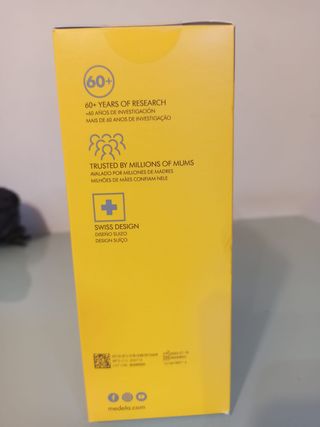 60+
60+ YEARS OF RESEARCH
+60 AÑOS DE INVESTIGACIÓN
MAIS DE 60 ANOS DE INVESTIGAÇÃO
TRUSTED BY MILLIONS OF MUMS
AVALADO POR MILLONES DE MADRES
MILHÕES DE MÃES CONFIAM NELE
SWISS DESIGN
DISEÑO SUIZO
DESIGN SUÍÇO
medela.com